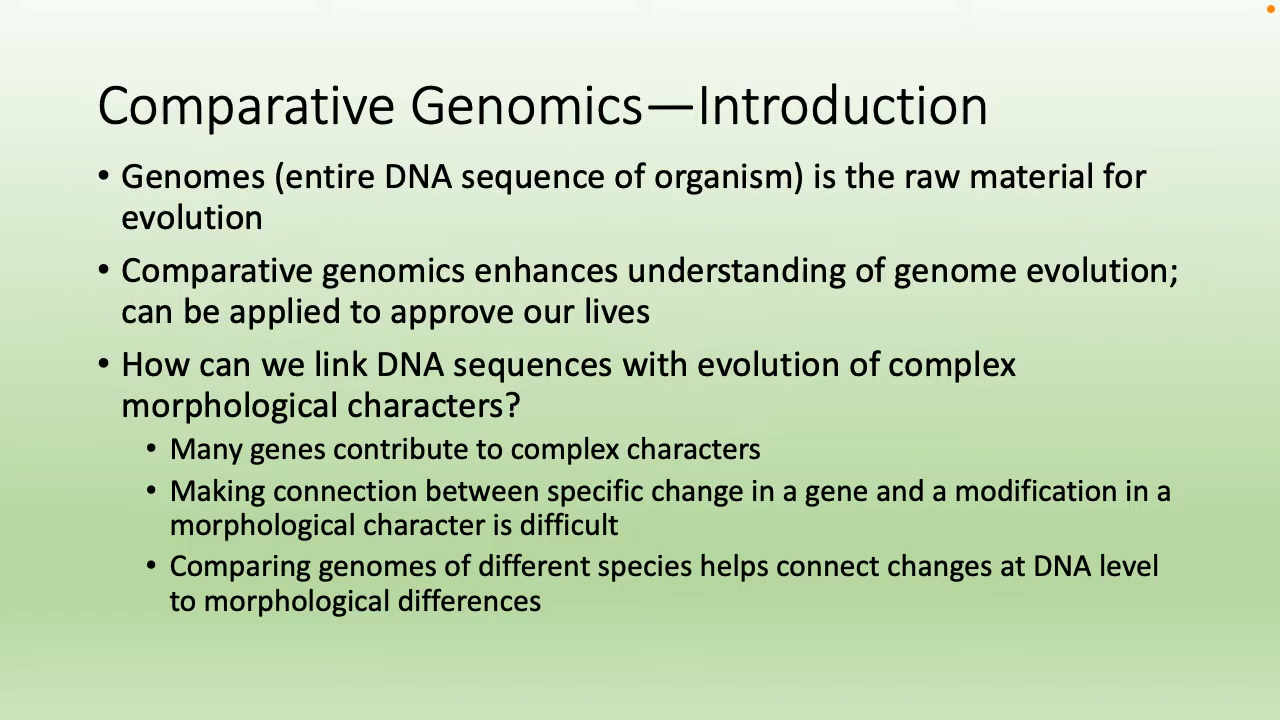 Comparative Genomics—Introduction
• Genomes (entire DNA sequence of organism) is the raw material for
evolution
• Comparative genomics enhances understanding of genome evolution;
can be applied to approve our lives
• How can we link DNA sequences with evolution of complex
morphological characters?
• Many genes contribute to complex characters
• Making connection between specific change in a gene and a modification in a
morphological character is difficult
• Comparing genomes of different species helps connect changes at DNA level
to morphological differences